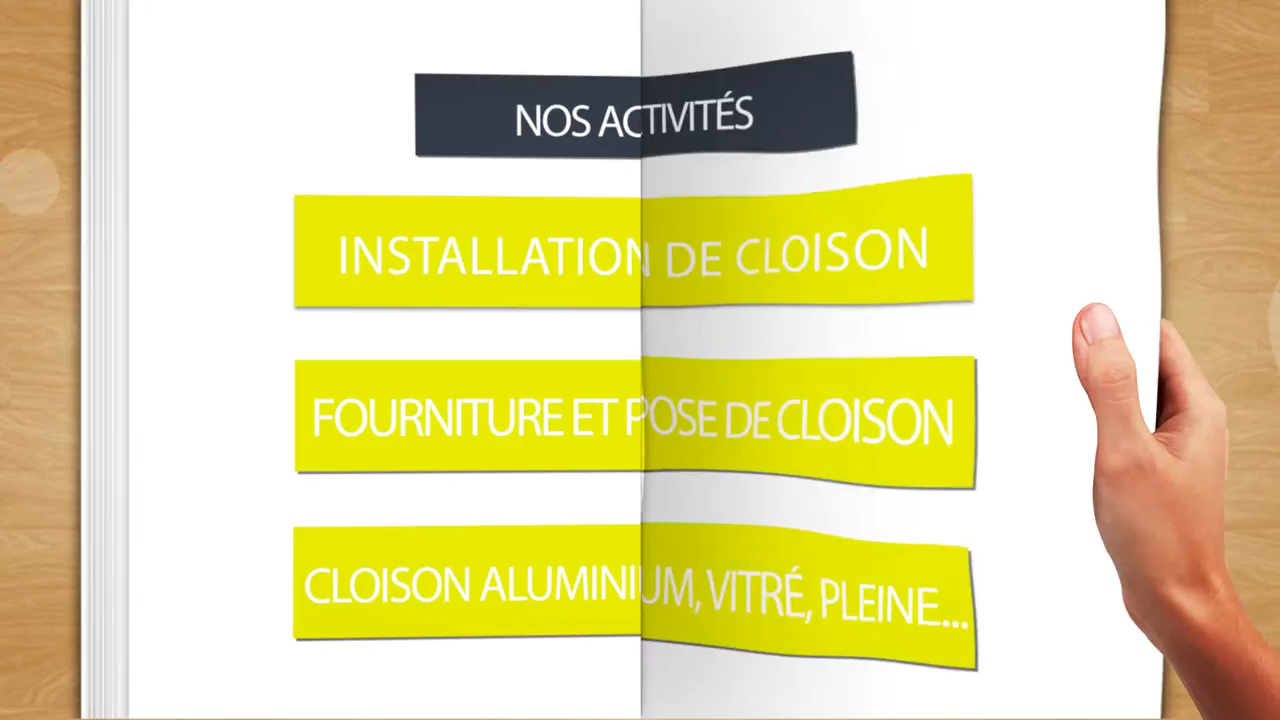 NOS ACTIVITÉS
INSTALLATION DE CLOISON
FOURNITURE ET POSE DE CLOISON
CLOISON ALUMINIUM, VITRÉ, PLEINE...